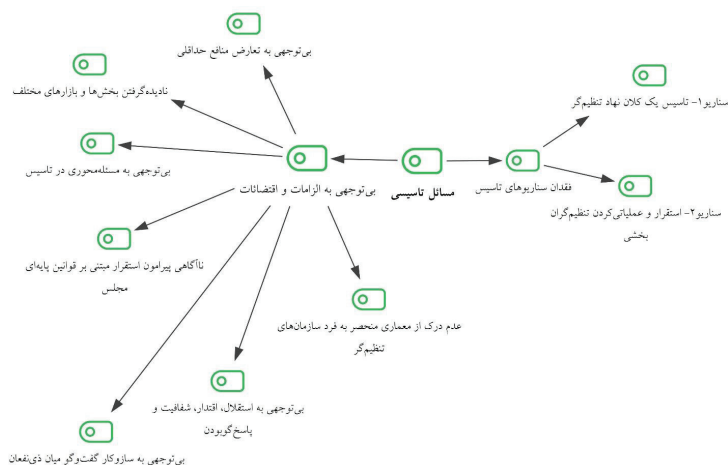 بی‌توجهی به تعارض منافع حداقلی
نادیده‌گرفتن بخش‌ها و بازارهای مختلف
سناریو۱- تاسیس یک کلان نهاد تنظیم‌گر
بی‌توجهی به مسئله‌محوری در تاسیس
بی‌توجهی به الزامات و اقتضائات
مسائل تاسیسی
فقدان سناریوهای تاسیس
سناریو۲- استقرار و عملیاتی‌کردن تنظیم‌گران
بخشی
ناآگاهی پیرامون استقرار مبتنی بر قوانین پایه‌ای
مجلس
عدم درک از معماری منحصر به فرد سازمان‌های
تنظیم‌گر
بی‌توجهی به استقلال، اقتدار، شفافیت و
پاسخ‌گوبودن
بی‌توجهی به سازوکار گفت‌وگو میان ذی‌نفعان